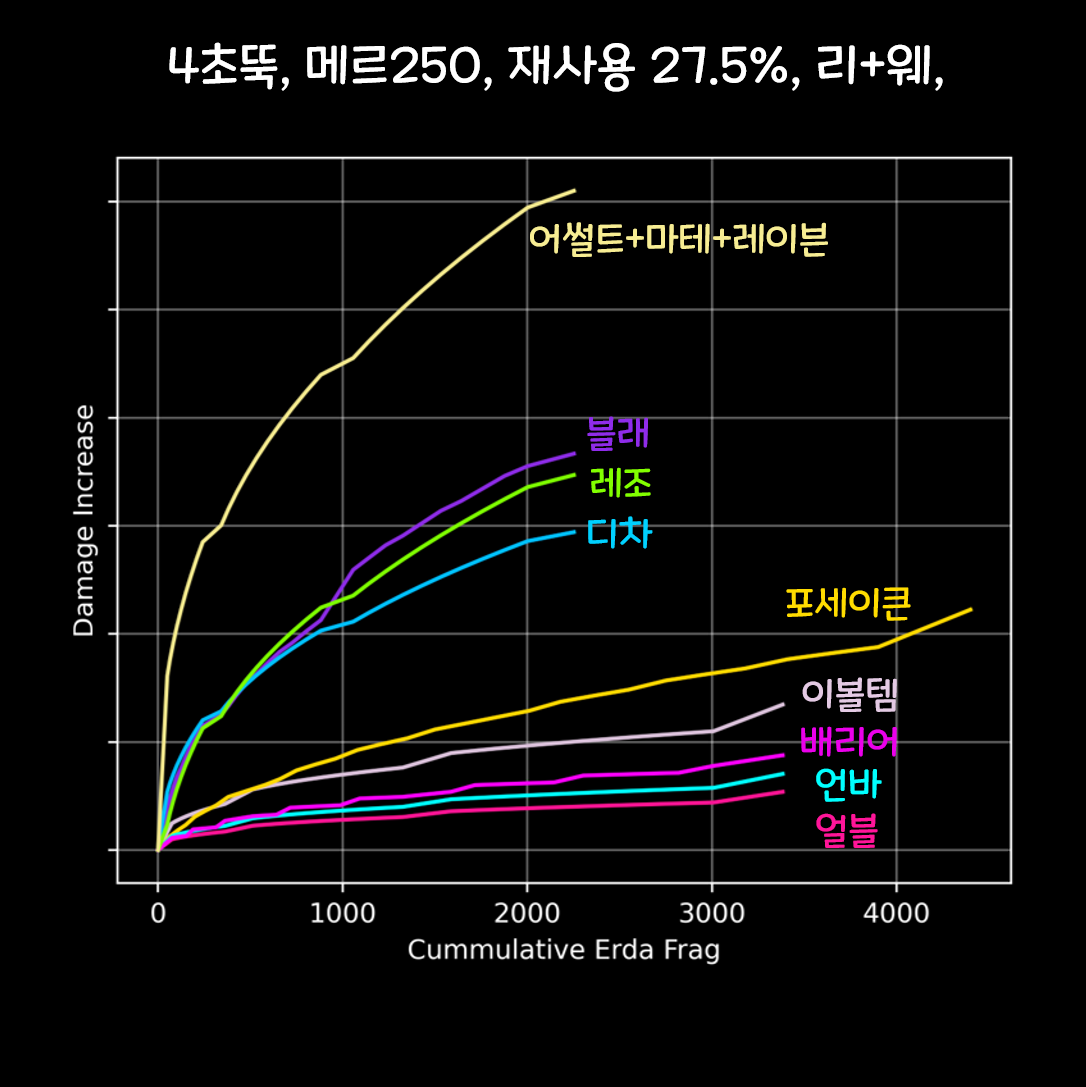 4초뚝, 메르250, 재사용 27.5%, 리+웨,
어썰트+마테+레이븐
블래
레조
디차
포세이큰
이볼템
배리어
언바
얼블
Damage Increase
0 1000 2000 3000 4000
Cummulative Erda Frag